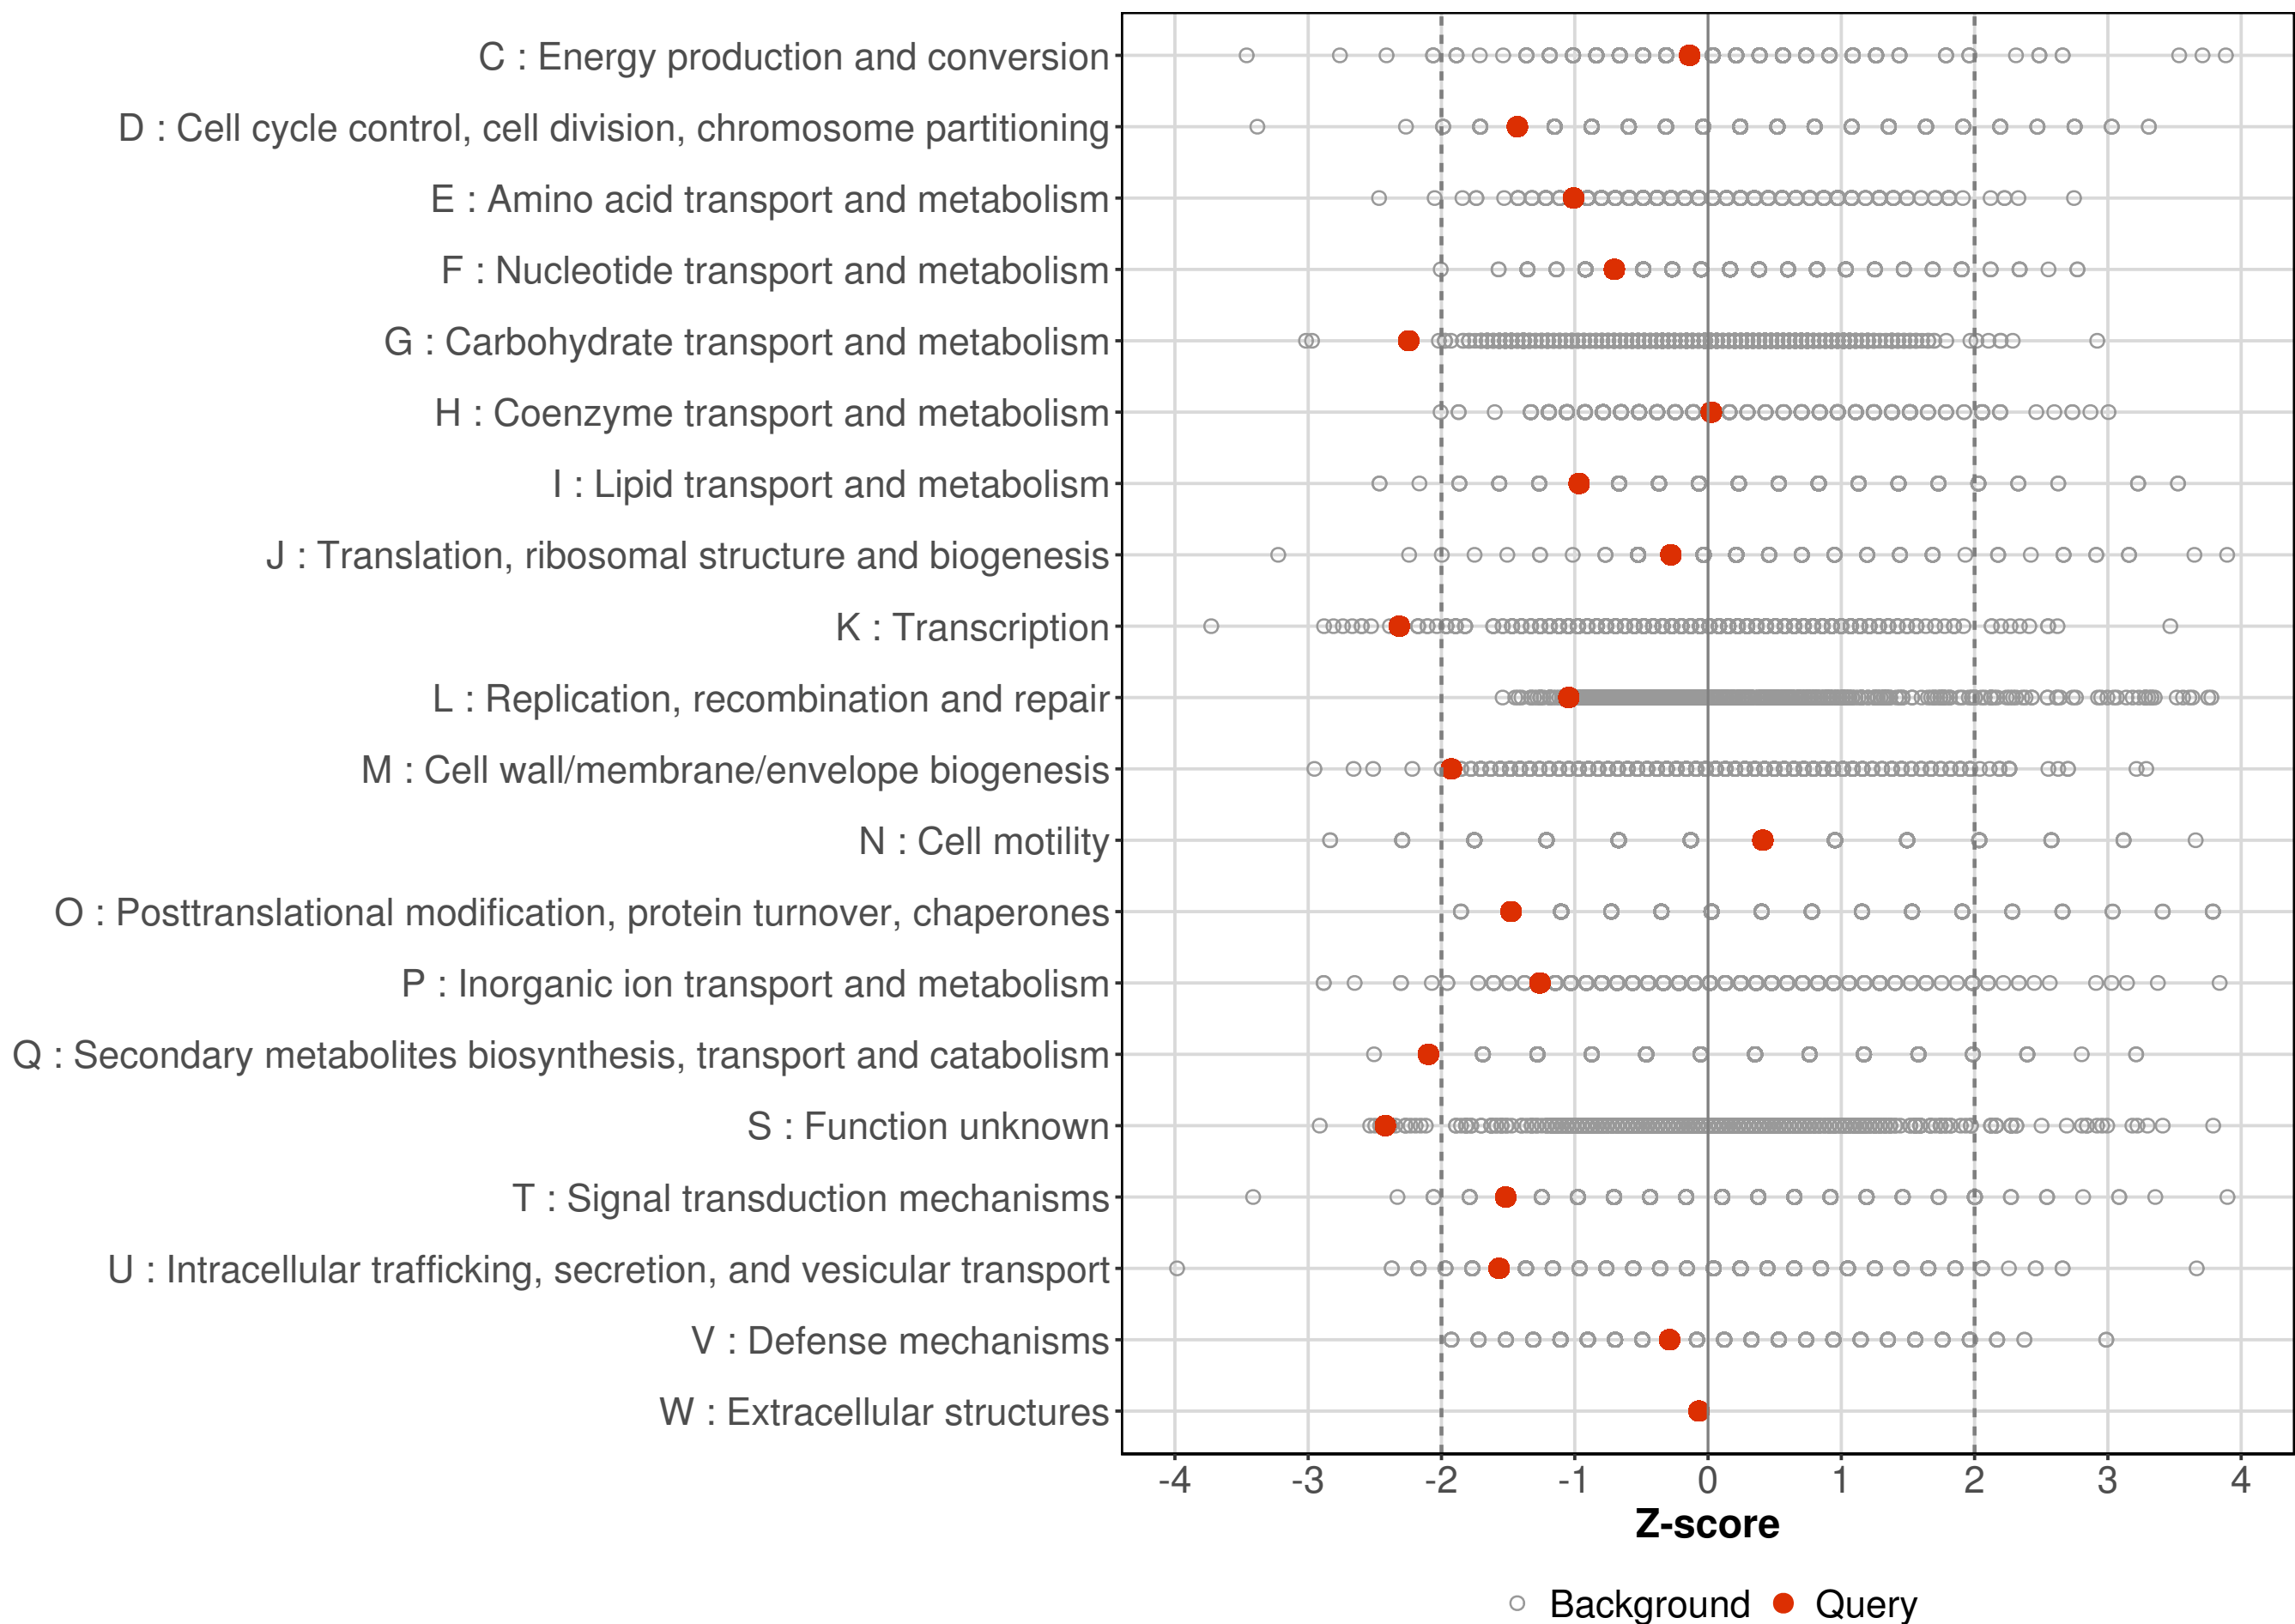 C : Energy production and conversion
D : Cell cycle control, cell division, chromosome partitioning
E : Amino acid transport and metabolism
F : Nucleotide transport and metabolism
G : Carbohydrate transport and metabolism
H : Coenzyme transport and metabolism
I : Lipid transport and metabolism
J : Translation, ribosomal structure and biogenesis
K : Transcription
L : Replication, recombination and repair
M : Cell wall/membrane/envelope biogenesis
N : Cell motility
O : Posttranslational modification, protein turnover, chaperones
P : Inorganic ion transport and metabolism
Q : Secondary metabolites biosynthesis, transport and catabolism
S : Function unknown
T : Signal transduction mechanisms
U : Intracellular trafficking, secretion, and vesicular transport
V : Defense mechanisms
W : Extracellular structures
-4 -3 -2 -1 0 1 2 3 4
Z-score
Background Query